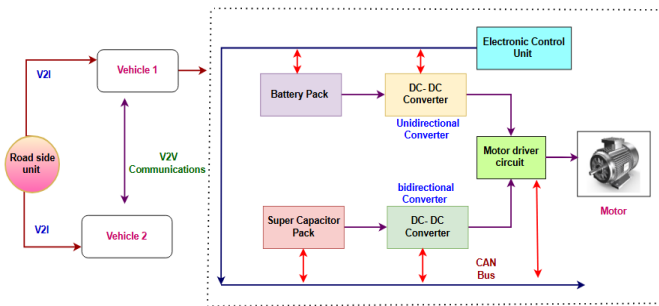 V2I
Vehicle 1
Road side
unit
V2V
Communications
V2I
Vehicle 2
Electronic Control
Unit
Battery Pack
DC- DC
Converter
Unidirectional
Converter
Motor driver
circuit
Motor
bidirectional
Converter
Super Capacitor
Pack
DC- DC
Converter
CAN
Bus